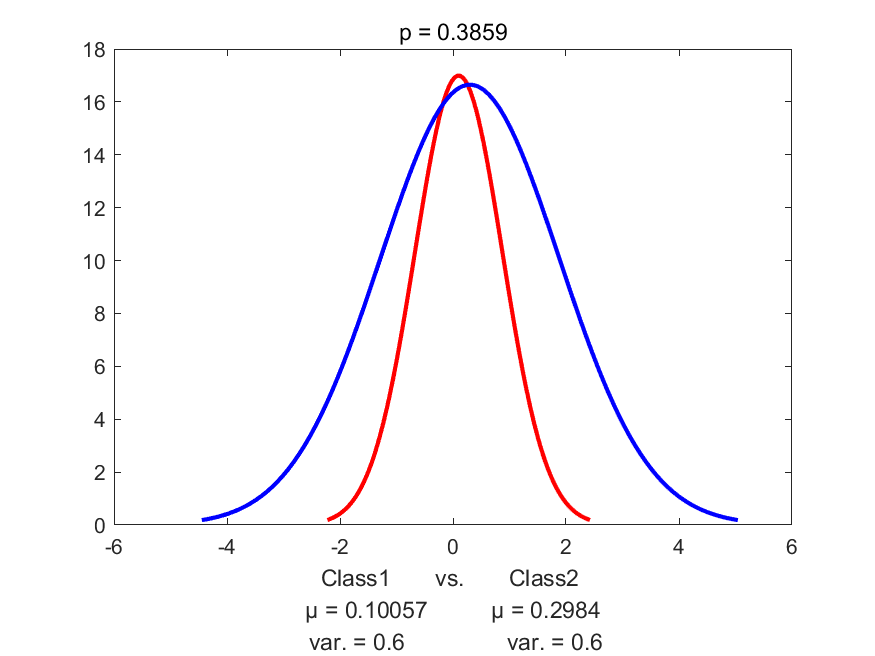 p = 0.3859
18
16
14
12
10
8
6
4
2
0
-6 -4 -2 0 2 4 6
Class1 vs. Class2
μ = 0.10057 μ = 0.2984
var. = 0.6 var. = 0.6